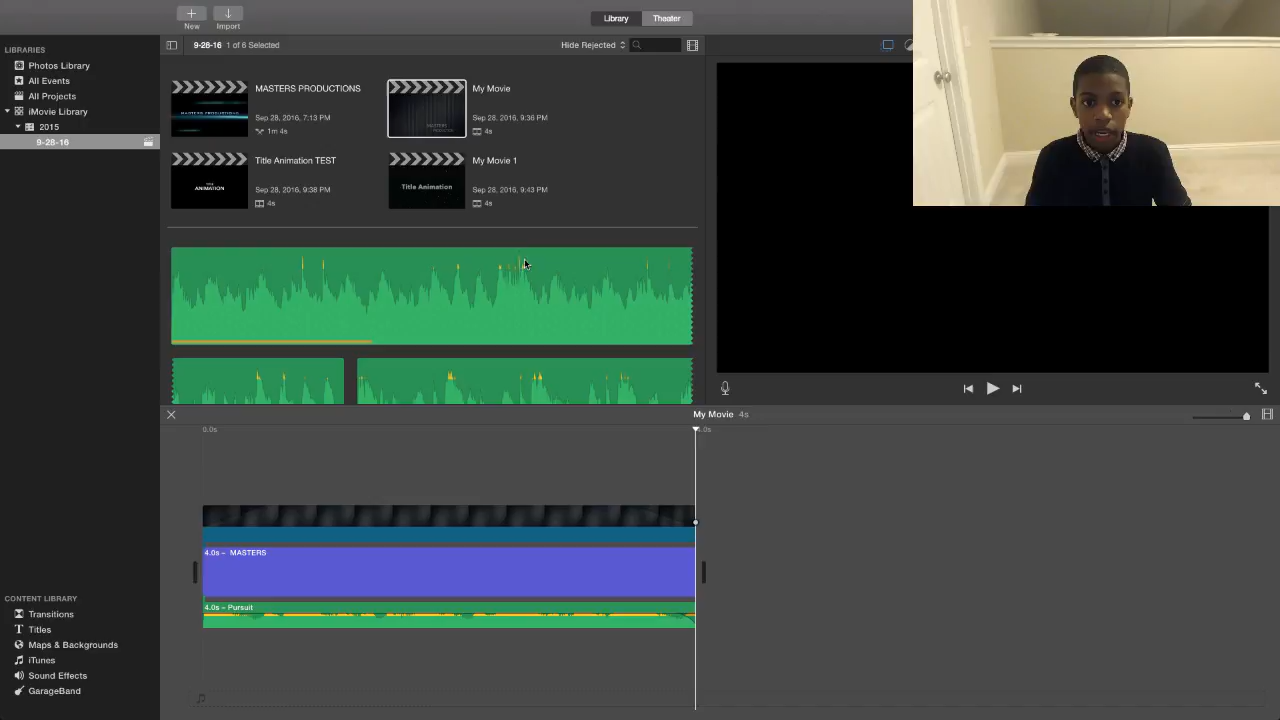 New
Import
Library
Theater
LIBRARIES
9-28-16 1 of 6 Selected
Hide Rejected
Photos Library
All Events
All Projects
iMovie Library
2015
9-28-16
MASTERS PRODUCTIONS
MASTERS PRODUCTIONS
Sep 28, 2016, 7:13 PM
1m 4s
MASTERS
My Movie
Sep 28, 2016, 9:36 PM
4s
ANIMATION
Title Animation TEST
Sep 28, 2016, 9:38 PM
4s
Title Animation
My Movie 1
Sep 28, 2016, 9:43 PM
4s
My Movie 4s
0.0s
4.0s
4.0s – MASTERS
4.0s – Pursuit
CONTENT LIBRARY
Transitions
T Titles
Maps & Backgrounds
iTunes
Sound Effects
GarageBand